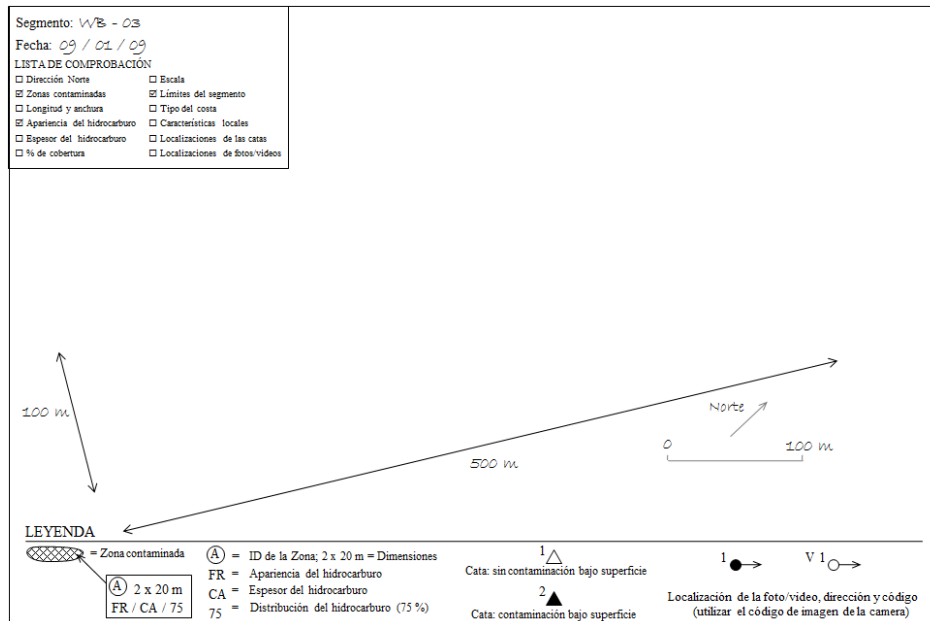 Segmento: WB - 03
Fecha: 09 / 01 / 09
LISTA DE COMPROBACIÓN
☐ Dirección Norte ☐ Escala
☑ Zonas contaminadas ☑ Límites del segmento
☐ Longitud y anchura ☐ Tipo del costa
☑ Apariencia del hidrocarburo ☐ Características locales
☐ Espesor del hidrocarburo ☐ Localizaciones de las catas
☐ % de cobertura ☐ Localizaciones de fotos/videos
100 m
Norte
0 100 m
500 m
LEYENDA
= Zona contaminada
A 2 x 20 m
FR / CA / 75
A = ID de la Zona; 2 x 20 m = Dimensiones
FR = Apariencia del hidrocarburo
CA = Espesor del hidrocarburo
75 = Distribución del hidrocarburo (75 %)
1
Cata: sin contaminación bajo superficie
2
Cata: contaminación bajo superficie
1 V 1
Localización de la foto/video, dirección y código
(utilizar el código de imagen de la camera)